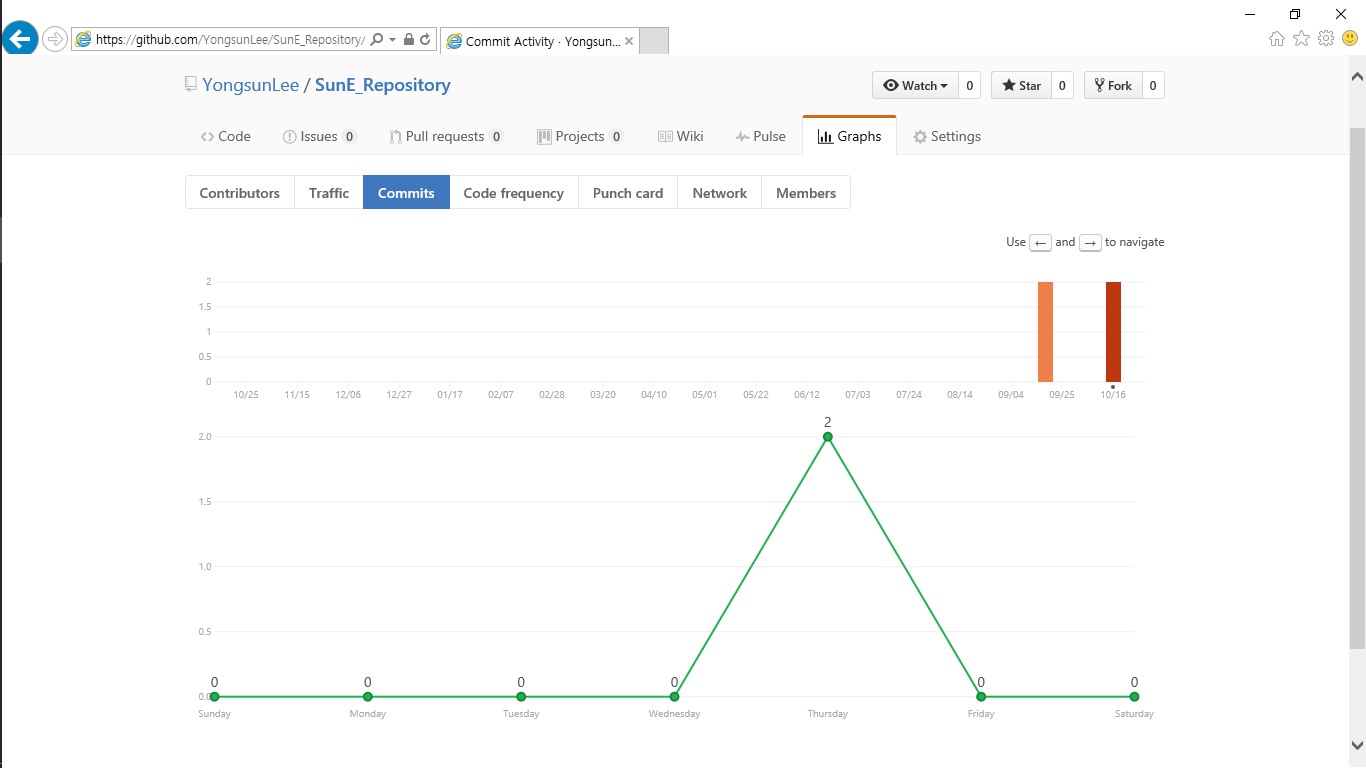 https://github.com/YongsunLee/SunE_Repository/
Commit Activity · Yongsun...
YongsunLee / SunE_Repository
Watch 0 Star 0 Fork 0
Code Issues 0 Pull requests 0 Projects 0 Wiki Pulse Graphs Settings
Contributors Traffic Commits Code frequency Punch card Network Members
Use ← and → to navigate
2
1.5
1
0.5
0
10/25 11/15 12/06 12/27 01/17 02/07 02/28 03/20 04/10 05/01 05/22 06/12 07/03 07/24 08/14 09/04 09/25 10/16
2
2.0
1.5
1.0
0.5
0 0 0 0 0 0
0.0
Sunday Monday Tuesday Wednesday Thursday Friday Saturday